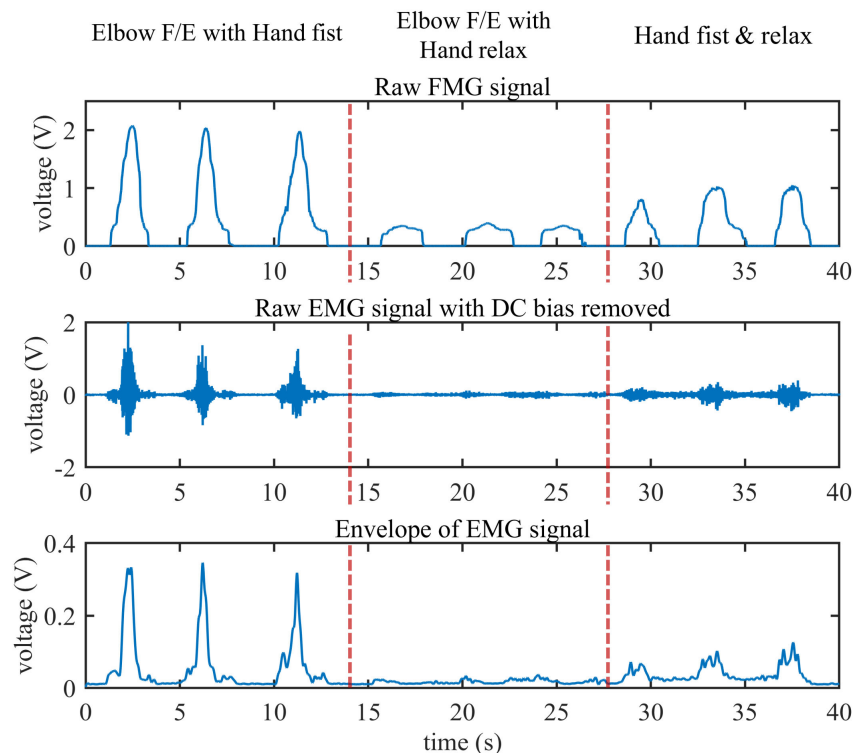 Elbow F/E with Hand fist
Elbow F/E with
Hand relax
Hand fist & relax
Raw FMG signal
voltage (V)
2
1
0
0 5 10 15 20 25 30 35 40
Raw EMG signal with DC bias removed
voltage (V)
2
0
-2
0 5 10 15 20 25 30 35 40
Envelope of EMG signal
voltage (V)
0.4
0.2
0
0 5 10 15 20 25 30 35 40
time (s)